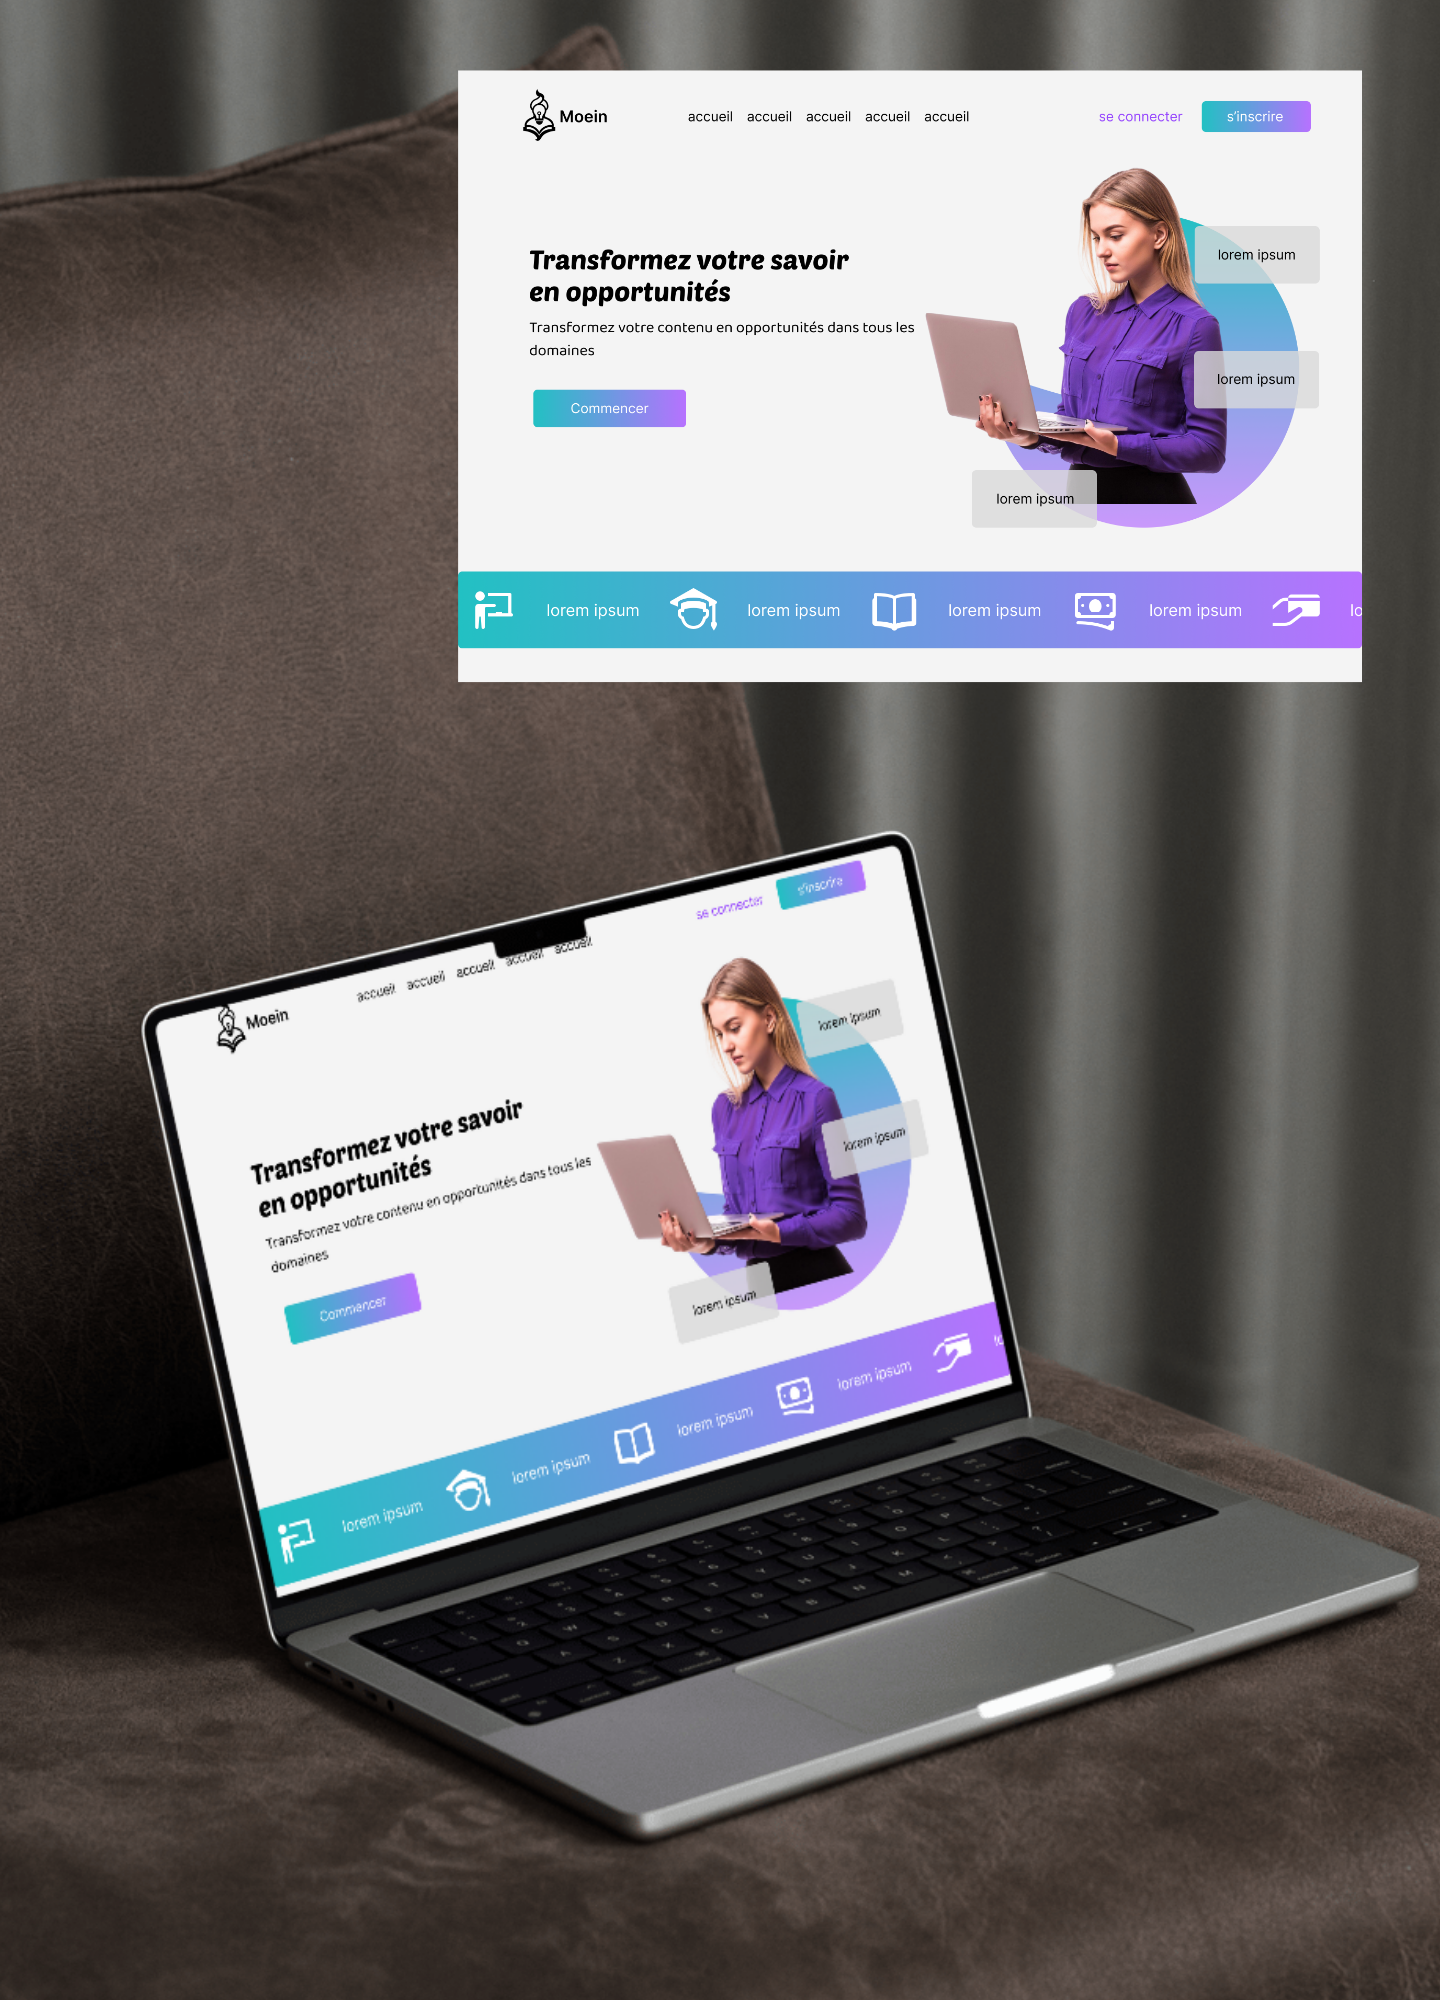 Moein
accueil accueil accueil accueil accueil
se connecter
s'inscrire
Transformez votre savoir
en opportunités
Transformez votre contenu en opportunités dans tous les
domaines
Commencer
lorem ipsum
lorem ipsum
lorem ipsum
lorem ipsum lorem ipsum lorem ipsum lorem ipsum lo
Moein
accueil accueil accueil accueil accueil
se connecter
s'inscrire
Transformez votre savoir
en opportunités
Transformez votre contenu en opportunités dans tous les
domaines
Commencer
lorem ipsum
lorem ipsum
lorem ipsum
lorem ipsum lorem ipsum lorem ipsum lorem ipsum lo